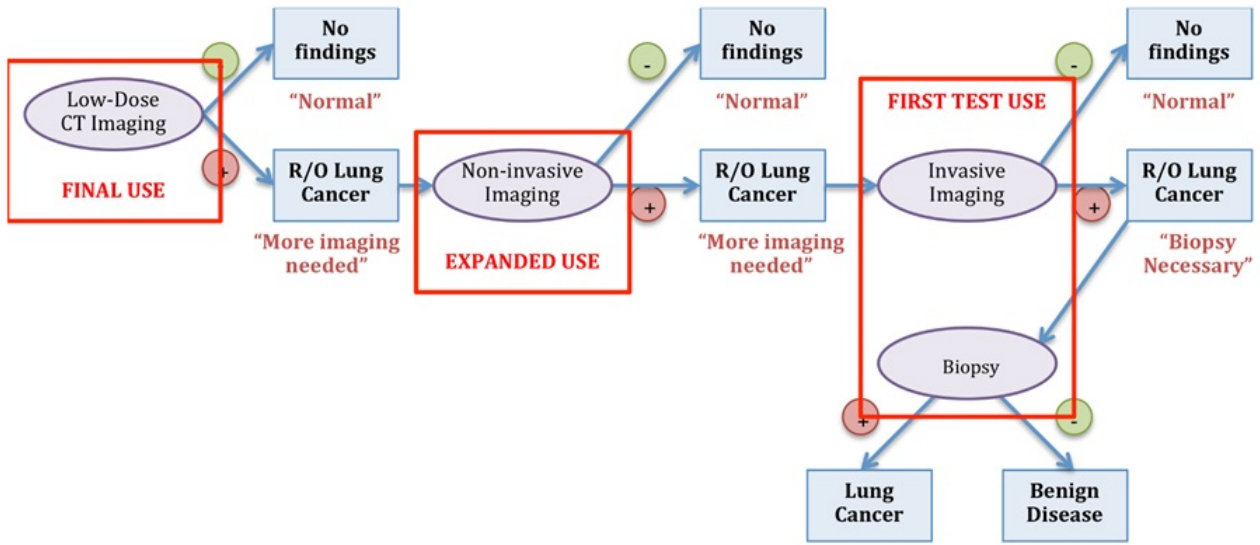 No
findings
"Normal"
Low-Dose
CT Imaging
FINAL USE
+
R/O Lung
Cancer
"More imaging
needed"
Non-invasive
Imaging
EXPANDED USE
-
No
findings
"Normal"
+
R/O Lung
Cancer
"More imaging
needed"
FIRST TEST USE
Invasive
Imaging
-
No
findings
"Normal"
+
R/O Lung
Cancer
"Biopsy
Necessary"
Biopsy
+
-
Lung
Cancer
Benign
Disease